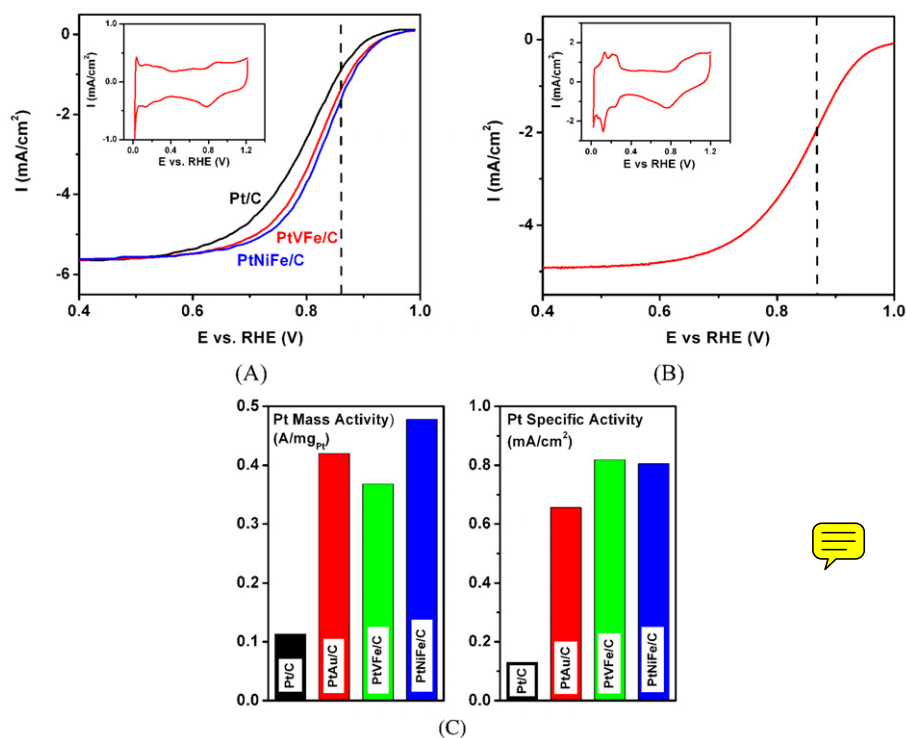 1.0
0.5
0.0
-1.0
I (mA/cm²)
0.0 0.4 0.8 1.2
E vs. RHE (V)
0
-2
-4
-6
I (mA/cm²)
Pt/C
PtVFe/C
PtNiFe/C
0.4 0.6 0.8 1
E vs. RHE (V)
(A)
2
0
-2
I (mA/cm²)
0.0 0.4 0.8 1.2
E vs. RHE (V)
0
-2
-4
I (mA/cm²)
0.4 0.6 0.8 1.0
E vs. RHE (V)
(B)
Pt Mass Activity)
(A/mgPt)
0.5
0.4
0.3
0.2
0.1
0.0
Pt/C
PtAu/C
PtVFe/C
PtNiFe/C
Pt Specific Activity
(mA/cm²)
1.0
0.8
0.6
0.4
0.2
0.0
Pt/C
PtAu/C
PtVFe/C
PtNiFe/C
(C)